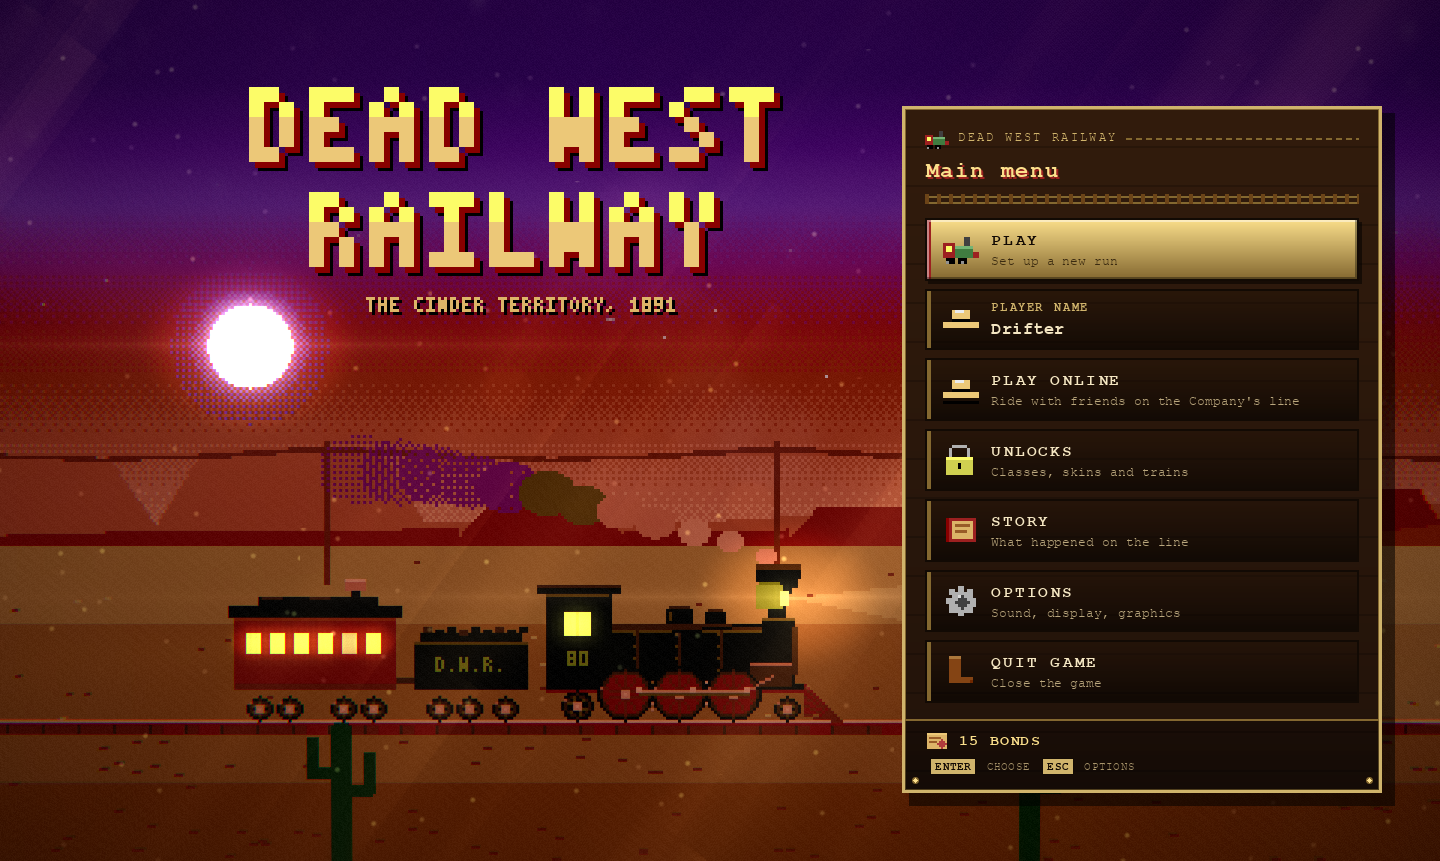 DEAD WEST
RAILWAY
THE CINDER TERRITORY, 1891
D.W.R.
80
DEAD WEST RAILWAY
Main menu
PLAY
Set up a new run
PLAYER NAME
Drifter
PLAY ONLINE
Ride with friends on the Company's line
UNLOCKS
Classes, skins and trains
STORY
What happened on the line
OPTIONS
Sound, display, graphics
QUIT GAME
Close the game
15 BONDS
ENTER CHOOSE ESC OPTIONS